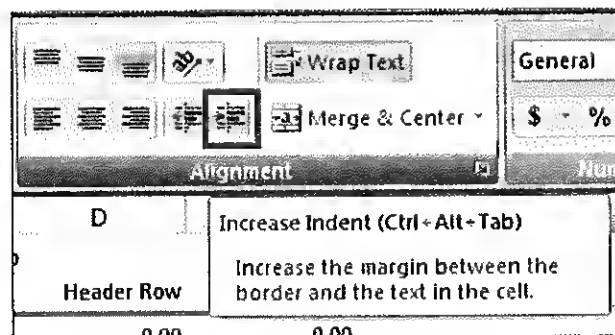 Wrap Text
General
Merge & Center
$ %
Alignment
Num
D
Increase Indent (Ctrl+Alt+Tab)
Increase the margin between the
border and the text in the cell.
Header Row
0.00 0.00